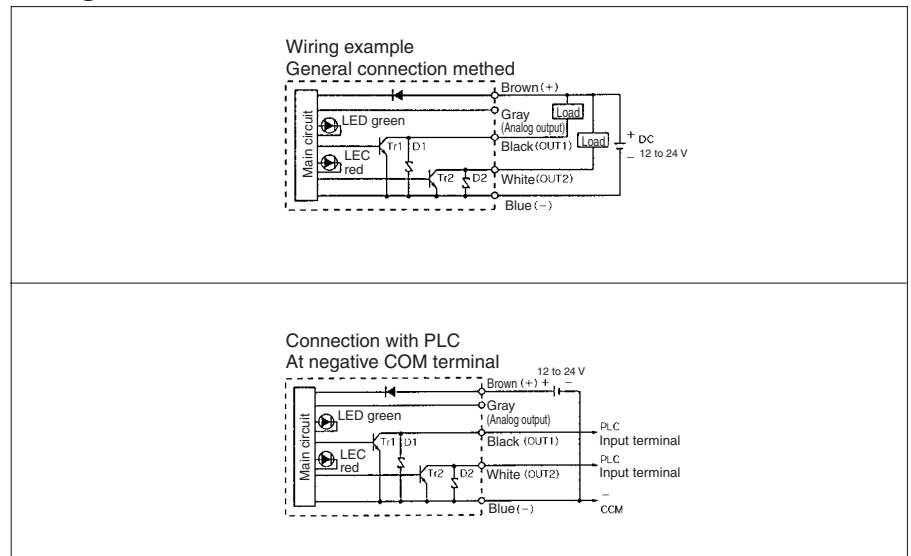 Wiring example
General connection methed
Brown (+)
Gray
(Analog output)
Load
Main circuit
LED green
Tr1 D1
Black (OUT1)
Load
+ DC
- 12 to 24 V
LEC
red
Tr2 D2
White (OUT2)
Blue (-)
Connection with PLC
At negative COM terminal
12 to 24 V
Brown (+) + -
Gray
(Analog output)
Main circuit
LED green
Tr1 D1
Black (OUT1)
PLC
Input terminal
LEC
red
Tr2 D2
White (OUT2)
PLC
Input terminal
-
Blue (-)
CCM